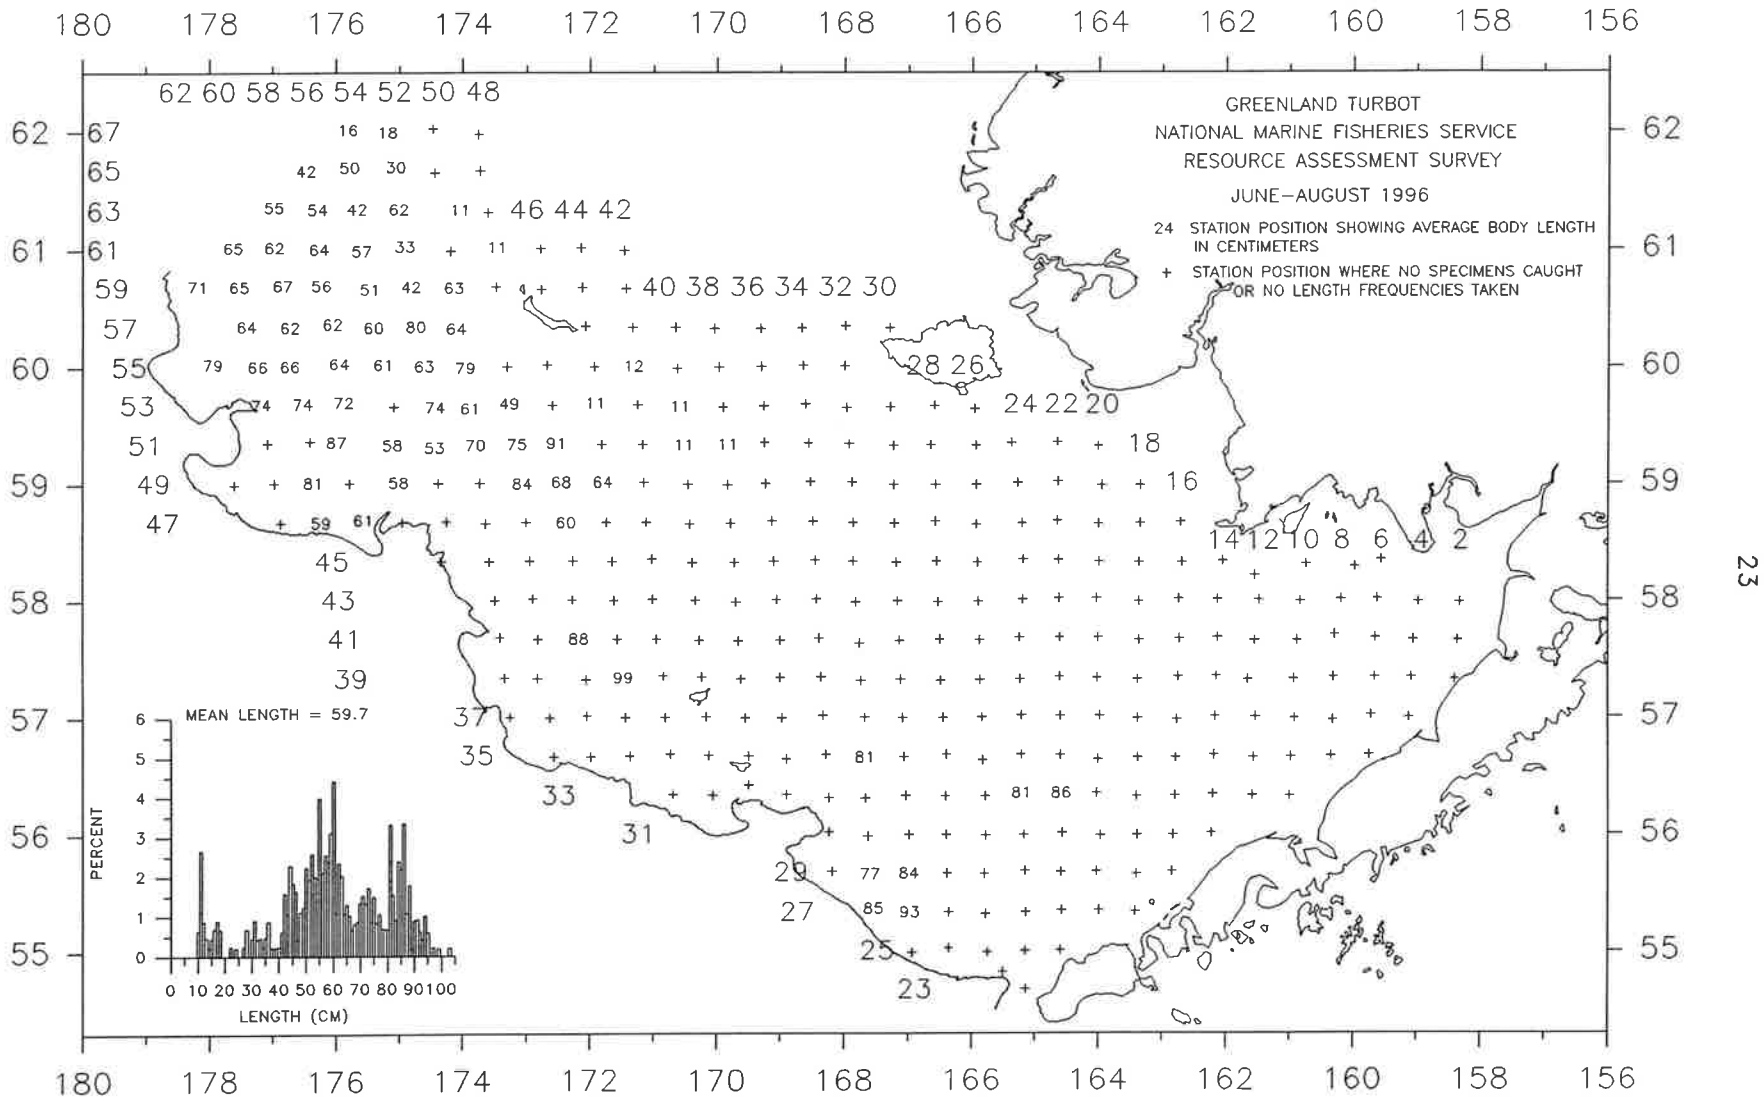 180 178 176 174 172 170 168 166 164 162 160 158 156
62 60 58 56 54 52 50 48
GREENLAND TURBOT
62 67 16 18 + + NATIONAL MARINE FISHERIES SERVICE 62
RESOURCE ASSESSMENT SURVEY
65 42 50 30 + +
JUNE–AUGUST 1996
63 55 54 42 62 11 + 46 44 42
24 STATION POSITION SHOWING AVERAGE BODY LENGTH
IN CENTIMETERS
61 61 65 62 64 57 33 + 11 + + + 61
+ STATION POSITION WHERE NO SPECIMENS CAUGHT
OR NO LENGTH FREQUENCIES TAKEN
59 71 65 67 56 51 42 63 + + + + 40 38 36 34 32 30
57 64 62 62 60 80 64 + + + + + + + + +
60 55 79 66 66 64 61 63 79 + + + 12 + + + + + 28 26 60
53 74 74 72 + 74 61 49 + 11 + 11 + + + + + + + 24 22 20
51 + + 87 58 53 70 75 91 + + 11 11 + + + + + + + + + 18
59 49 + + 81 + 58 + + 84 68 64 + + + + + + + + + + + + + + 16 59
47 + 59 61 + + + + 60 + + + + + + + + + + + + + + + +
14 12 10 8 6 4 2
23
45 + + + + + + + + + + + + + + + + + + + + + + + + +
58 43 + + + + + + + + + + + + + + + + + + + + + + + + + + 58
41 + + 88 + + + + + + + + + + + + + + + + + + + + + + +
39 + + + 99 + + + + + + + + + + + + + + + + + + + + + +
MEAN LENGTH = 59.7
57 37 + + + + + + + + + + + + + + + + + + + + + + + + 57
35 + + + + + + + + 81 + + + + + + + + + + + + + +
33 + + + + + + + + + 81 86 + + + + + +
56 31 + + + + + + + + + + + 56
29 + 77 84 + + + + + + +
27 85 93 + + + + + +
55 25 + + + + + + 55
23 +
6
5
4
3
2
1
0
PERCENT
0 10 20 30 40 50 60 70 80 90 100
LENGTH (CM)
180 178 176 174 172 170 168 166 164 162 160 158 156